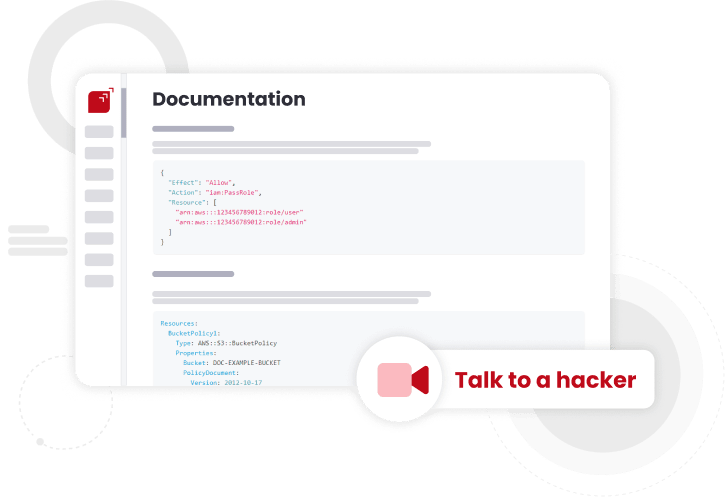 Documentation
{
"Effect": "Allow",
"Action": "iam:PassRole",
"Resource": [
"arn:aws:::123456789012:role/user"
"arn:aws:::123456789012:role/admin"
]
}
Resources:
BucketPolicy1:
Type: AWS::S3::BucketPolicy
Properties:
Bucket: DOC-EXAMPLE-BUCKET
PolicyDocument:
Version: 2012-10-17
Talk to a hacker